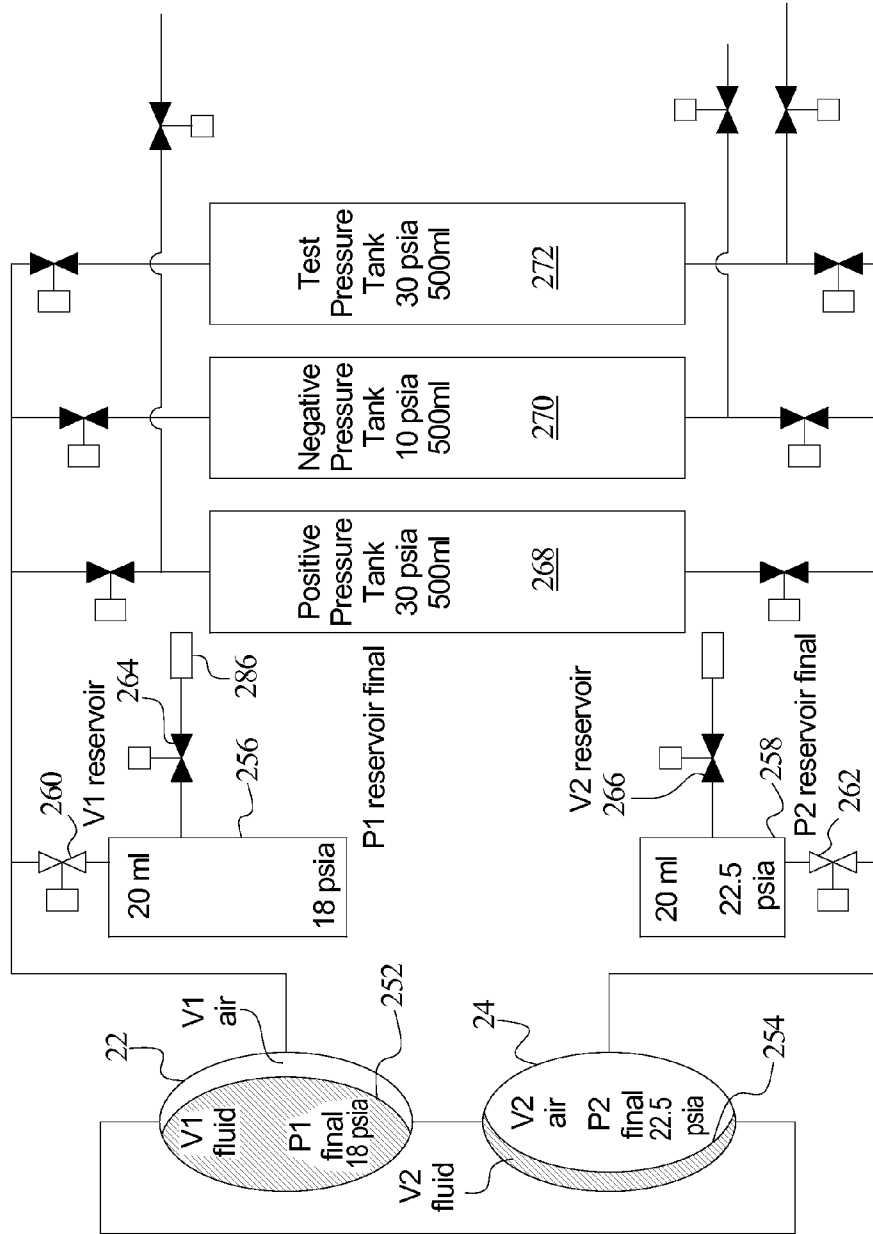 Test
Pressure
Tank
30 psia
500ml
272
Negative
Pressure
Tank
10 psia
500ml
270
Positive
Pressure
Tank
30 psia
500ml
268
260
V1 reservoir
264
286
256
20 ml
18 psia
P1 reservoir final
V2 reservoir
266
258
P2 reservoir final
262
20 ml
22.5
psia
22
V1
air
252
V1
fluid
P1
final
18 psia
24
V2
fluid
V2
air
P2
final
22.5
psia
254